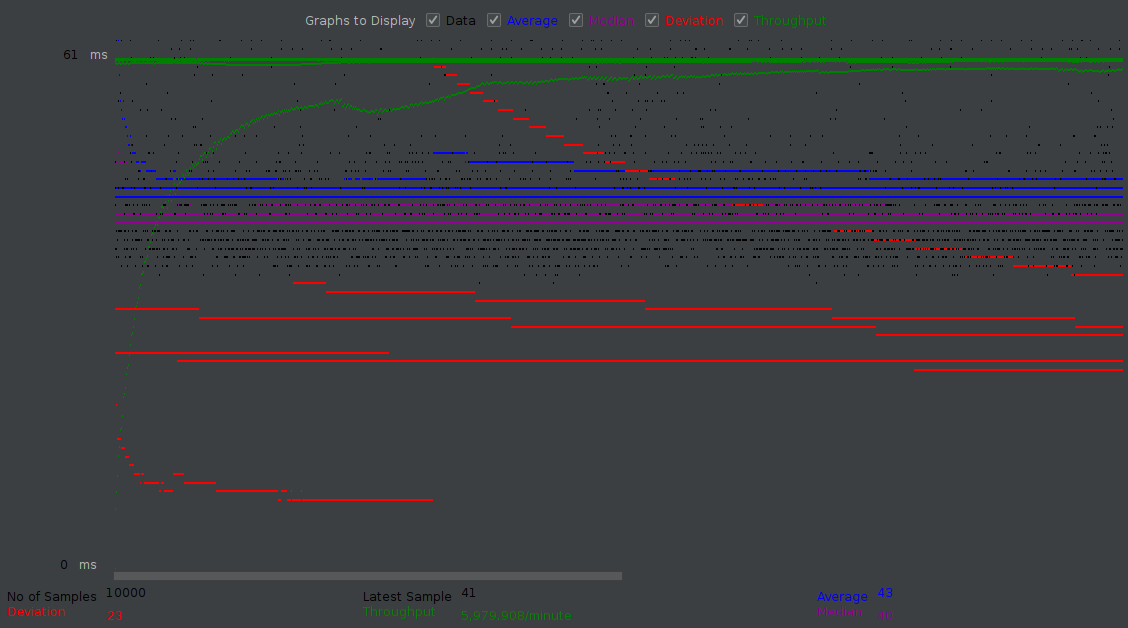 Graphs to Display Data Average Median Deviation Throughput
61 ms
0 ms
No of Samples 10000 Latest Sample 41 Average 43
Deviation 23 Throughput 5,979.908/minute Median